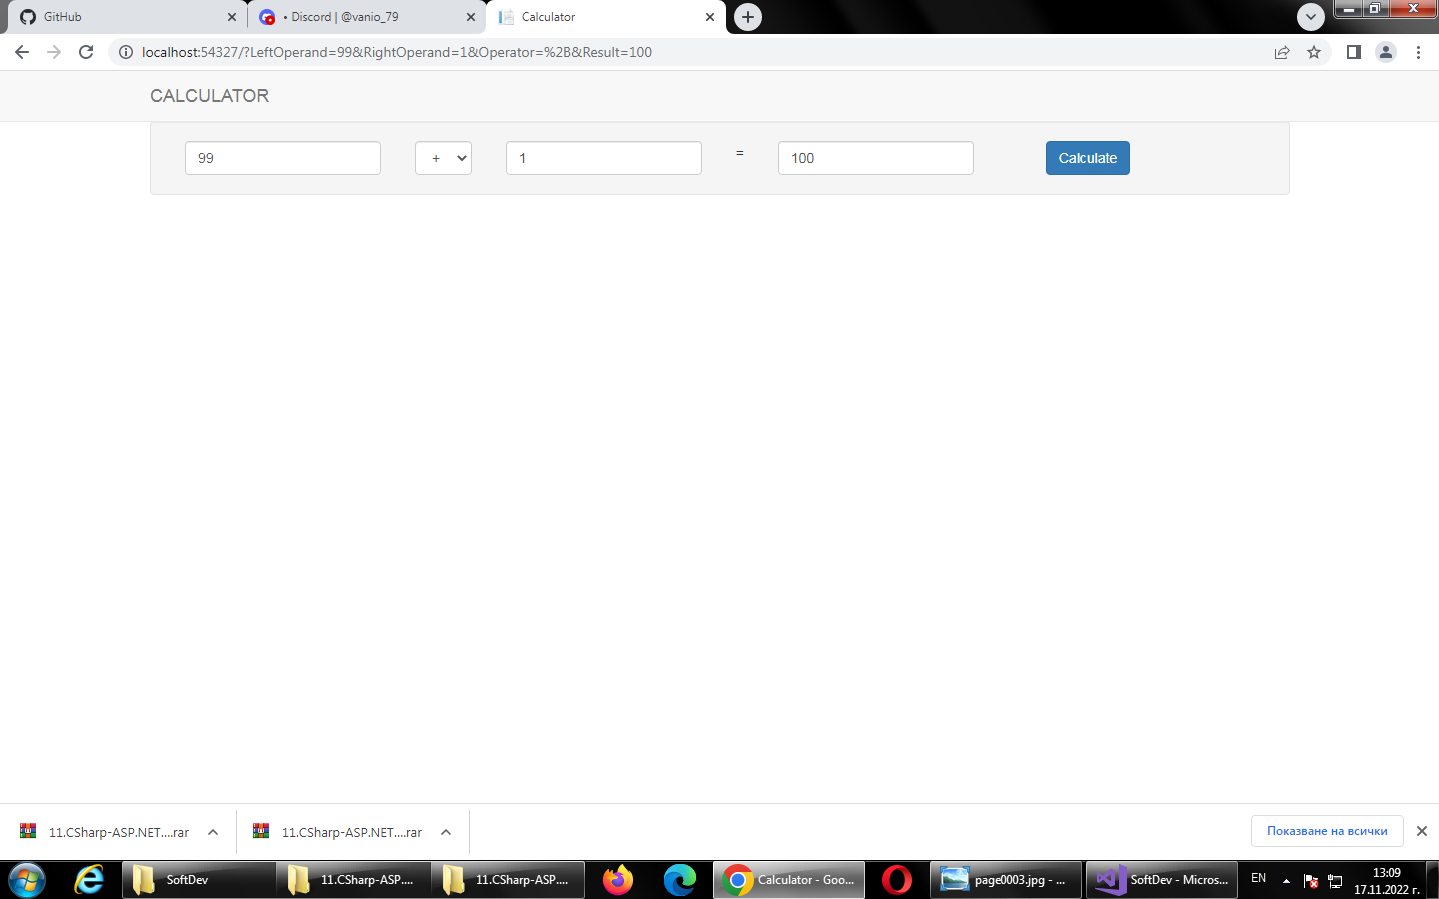 GitHub
• Discord | @vanio_79
Calculator
localhost:54327/?LeftOperand=99&RightOperand=1&Operator=%2B&Result=100
CALCULATOR
99 + 1 = 100 Calculate
11.CSharp-ASP.NET....rar
11.CSharp-ASP.NET....rar
Показване на всички
SoftDev
11.CSharp-ASP....
11.CSharp-ASP....
Calculator - Goo...
page0003.jpg - ...
SoftDev - Micros...
EN
13:09
17.11.2022 г.